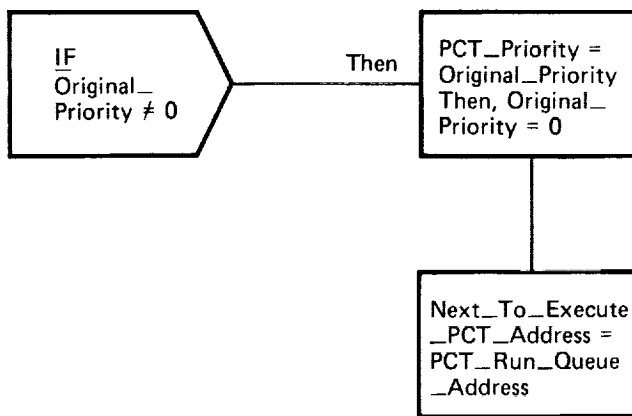 IF
Original_
Priority ≠ 0
Then
PCT_Priority =
Original_Priority
Then, Original_
Priority = 0
Next_To_Execute
_PCT_Address =
PCT_Run_Queue
_Address